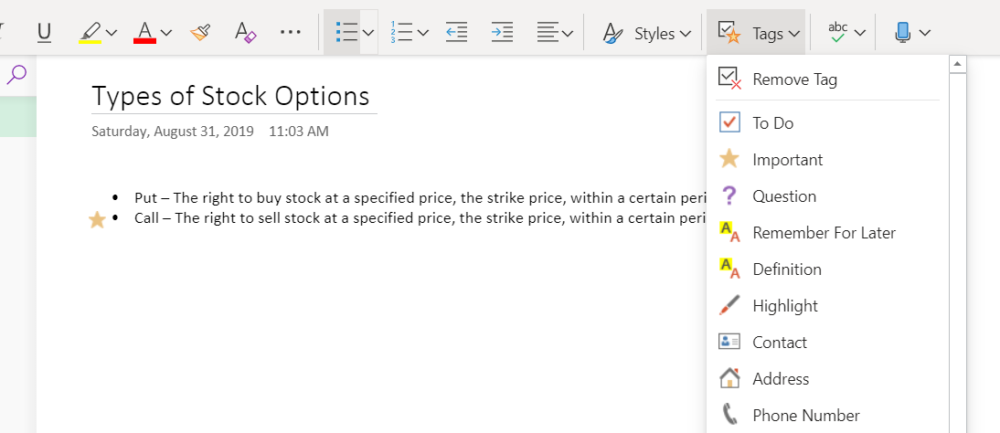 U A abc
Styles Tags
Types of Stock Options
Saturday, August 31, 2019 11:03 AM
• Put – The right to buy stock at a specified price, the strike price, within a certain peri
• Call – The right to sell stock at a specified price, the strike price, within a certain peri
Remove Tag
To Do
Important
Question
Remember For Later
Definition
Highlight
Contact
Address
Phone Number